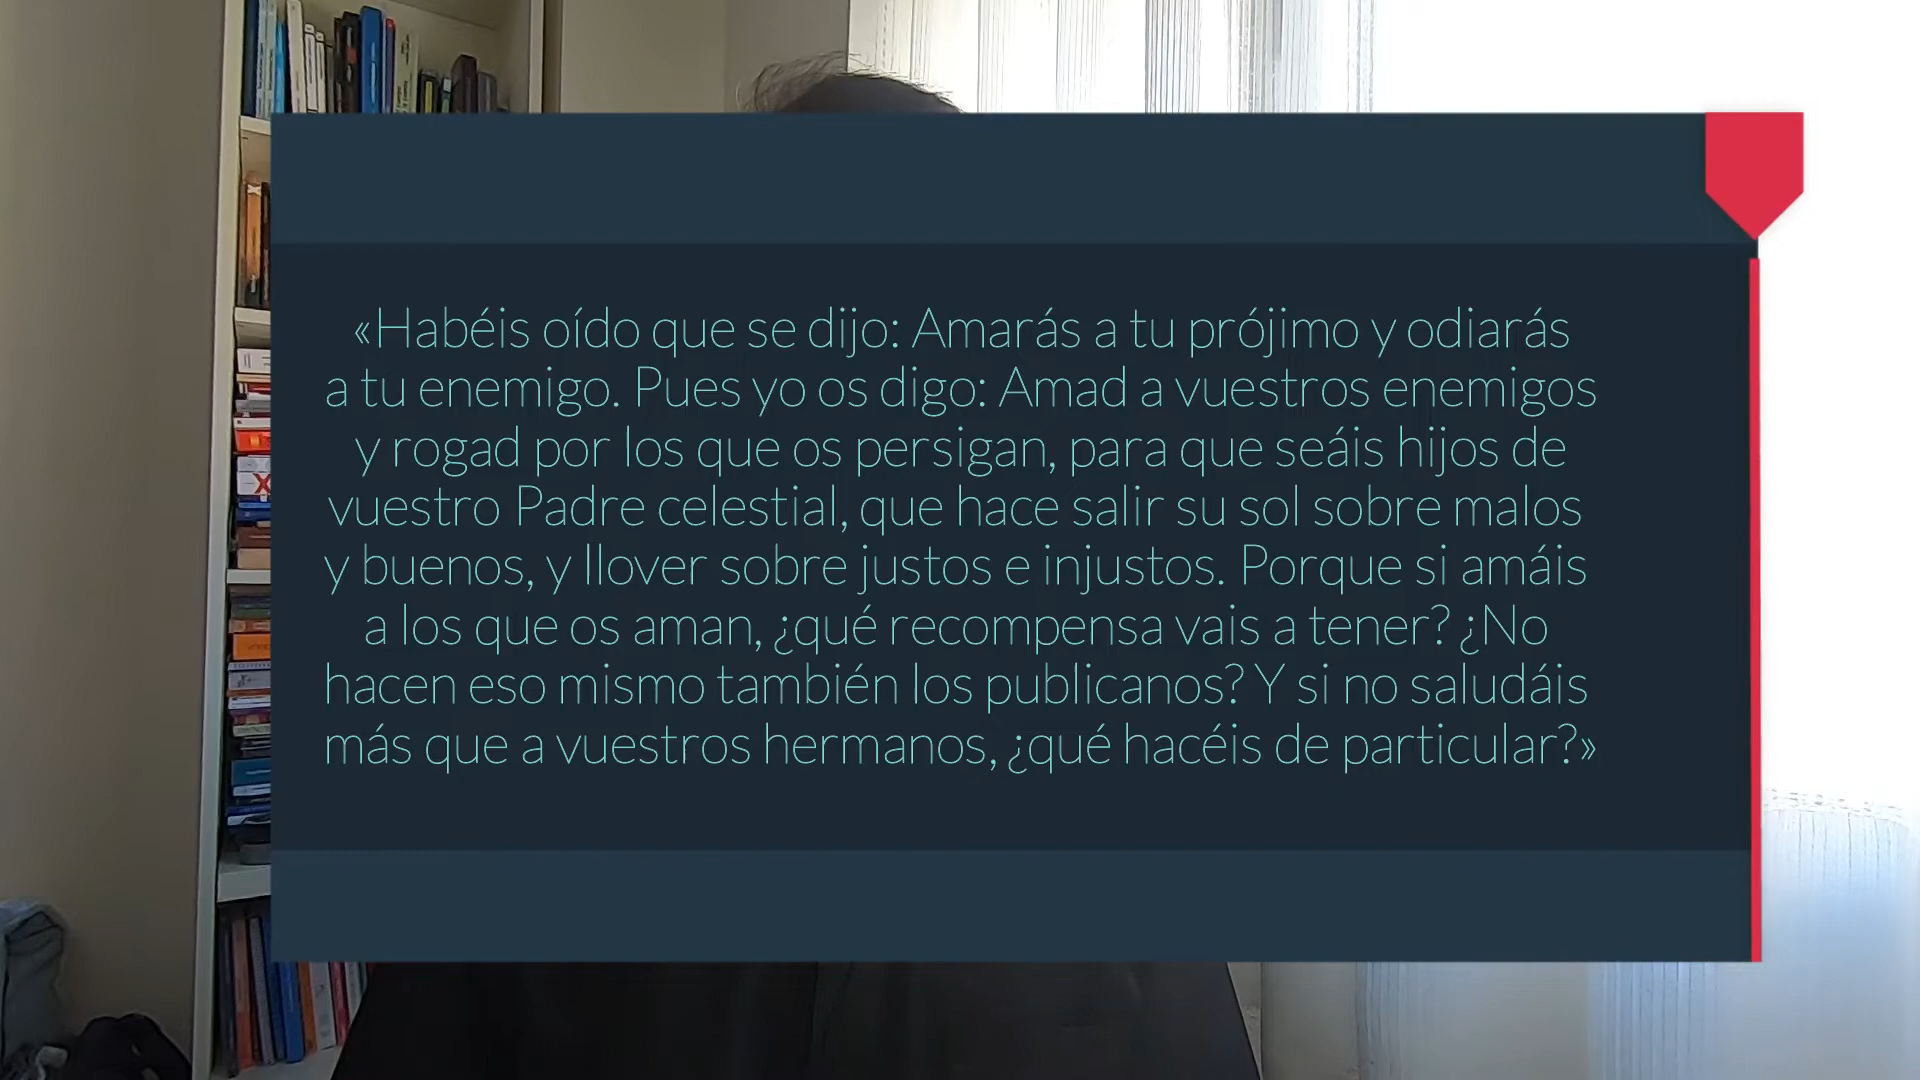 «Habéis oído que se dijo: Amarás a tu prójimo y odiarás
a tu enemigo. Pues yo os digo: Amad a vuestros enemigos
y rogad por los que os persigan, para que seáis hijos de
vuestro Padre celestial, que hace salir su sol sobre malos
y buenos, y llover sobre justos e injustos. Porque si amáis
a los que os aman, ¿qué recompensa vais a tener? ¿No
hacen eso mismo también los publicanos? Y si no saludáis
más que a vuestros hermanos, ¿qué hacéis de particular?»